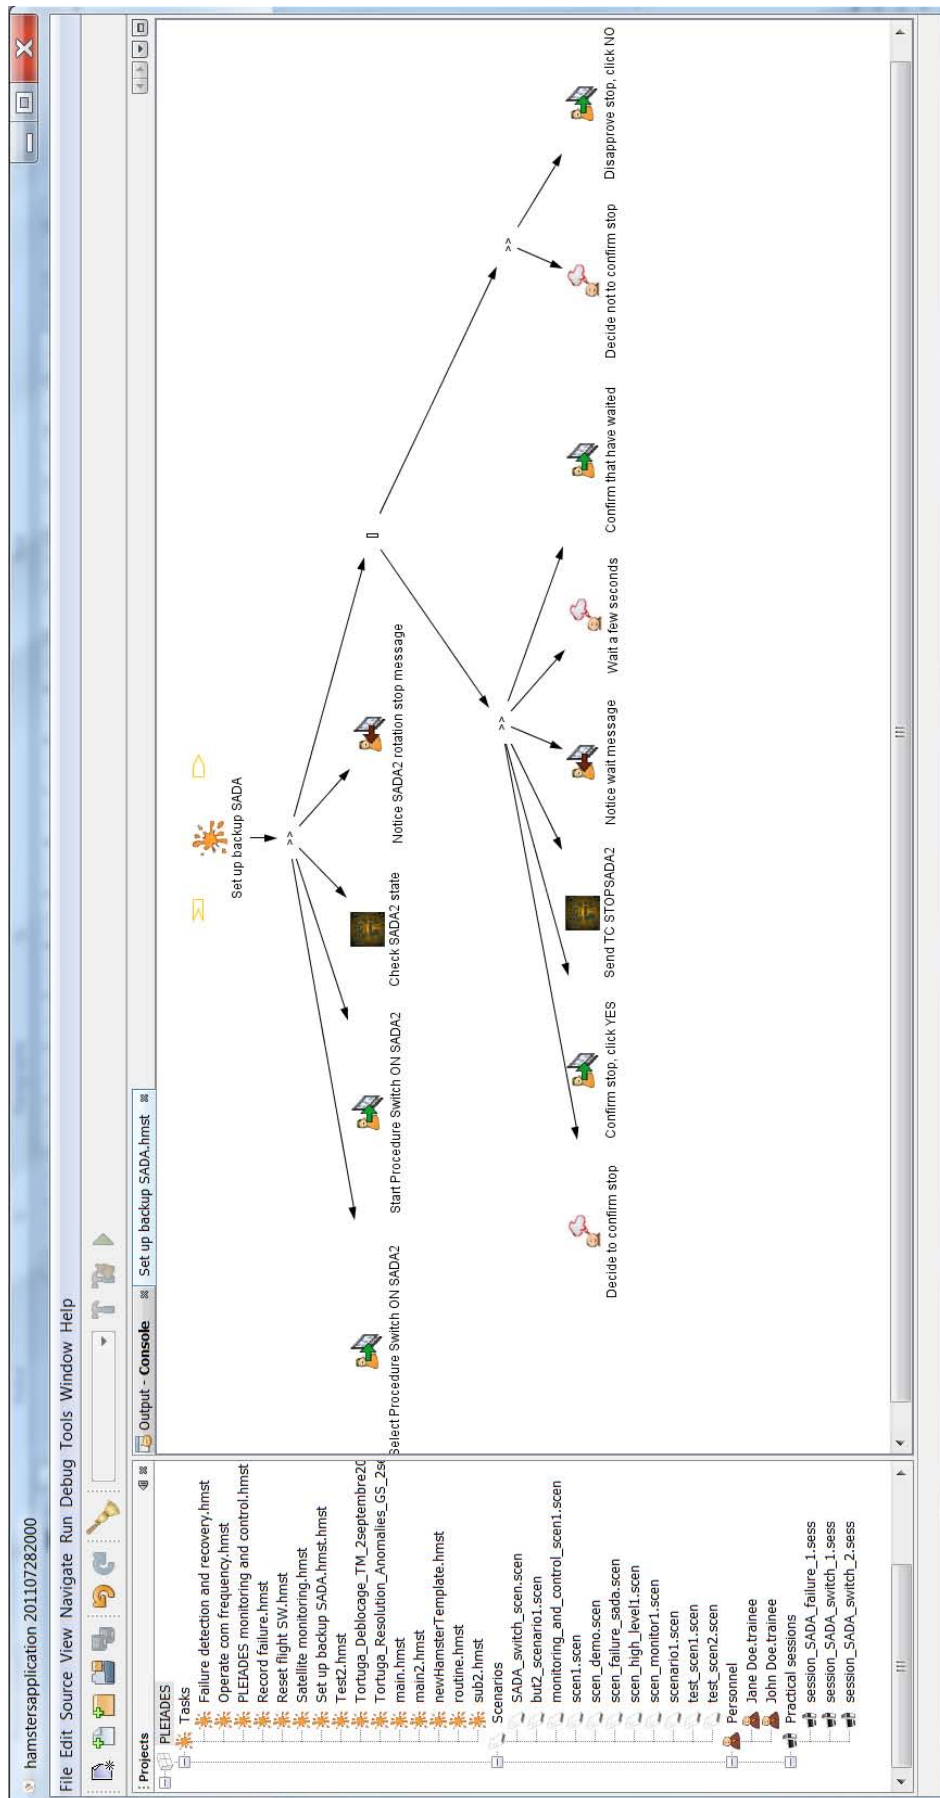 hamstersapplication 201107282000
File Edit Source View Navigate Run Debug Tools Window Help
: Projects
PLEIADES
Tasks
Failure detection and recovery.hmst
Operate com frequency.hmst
PLEIADES monitoring and control.hmst
Record failure.hmst
Reset flight SW.hmst
Satellite monitoring.hmst
Set up backup SADA.hmst.hmst
Test2.hmst
Tortuga_Deblocage_TM_2septembre20
Tortuga_Resolution_Anomalies_GS_2se
main.hmst
main2.hmst
newHamsterTemplate.hmst
routine.hmst
sub2.hmst
Scenarios
SADA_switch_scen.scen
but2_scenario1.scen
monitoring_and_control_scen1.scen
scen1.scen
scen_demo.scen
scen_failure_sada.scen
scen_high_level1.scen
scen_monitor1.scen
scenario1.scen
test_scen1.scen
test_scen2.scen
Personnel
Jane Doe.trainee
John Doe.trainee
Practical sessions
session_SADA_failure_1.sess
session_SADA_switch_1.sess
session_SADA_switch_2.sess
Output - Console
Set up backup SADA.hmst
Set up backup SADA
>>
Select Procedure Switch ON SADA2
Start Procedure Switch ON SADA2
Check SADA2 state
Notice SADA2 rotation stop message
[]
>>
>>
Decide to confirm stop
Confirm stop, click YES
Send TC STOPSADA2
Notice wait message
Wait a few seconds
Confirm that have waited
Decide not to confirm stop
Disapprove stop, click NO